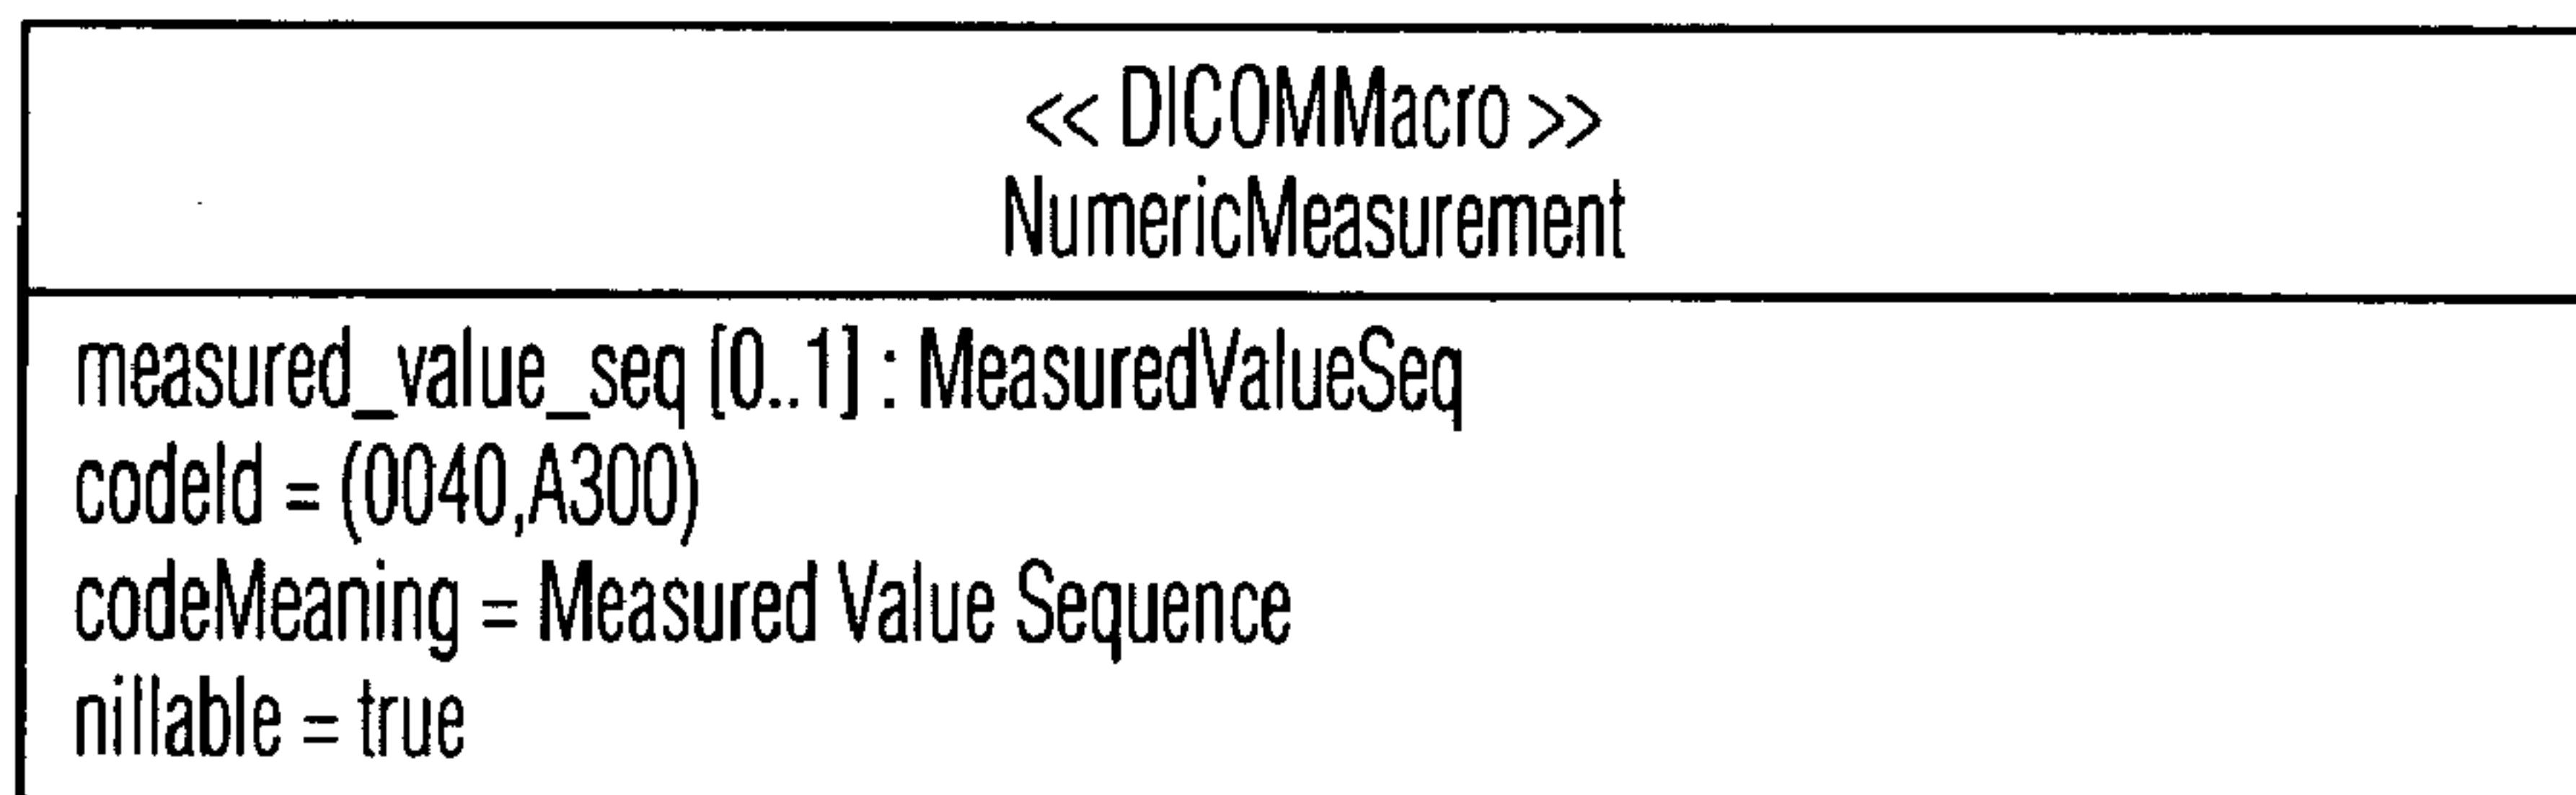 << DICOMMacro >>
NumericMeasurement
measured_value_seq [0..1] : MeasuredValueSeq
codeId = (0040,A300)
codeMeaning = Measured Value Sequence
nillable = true